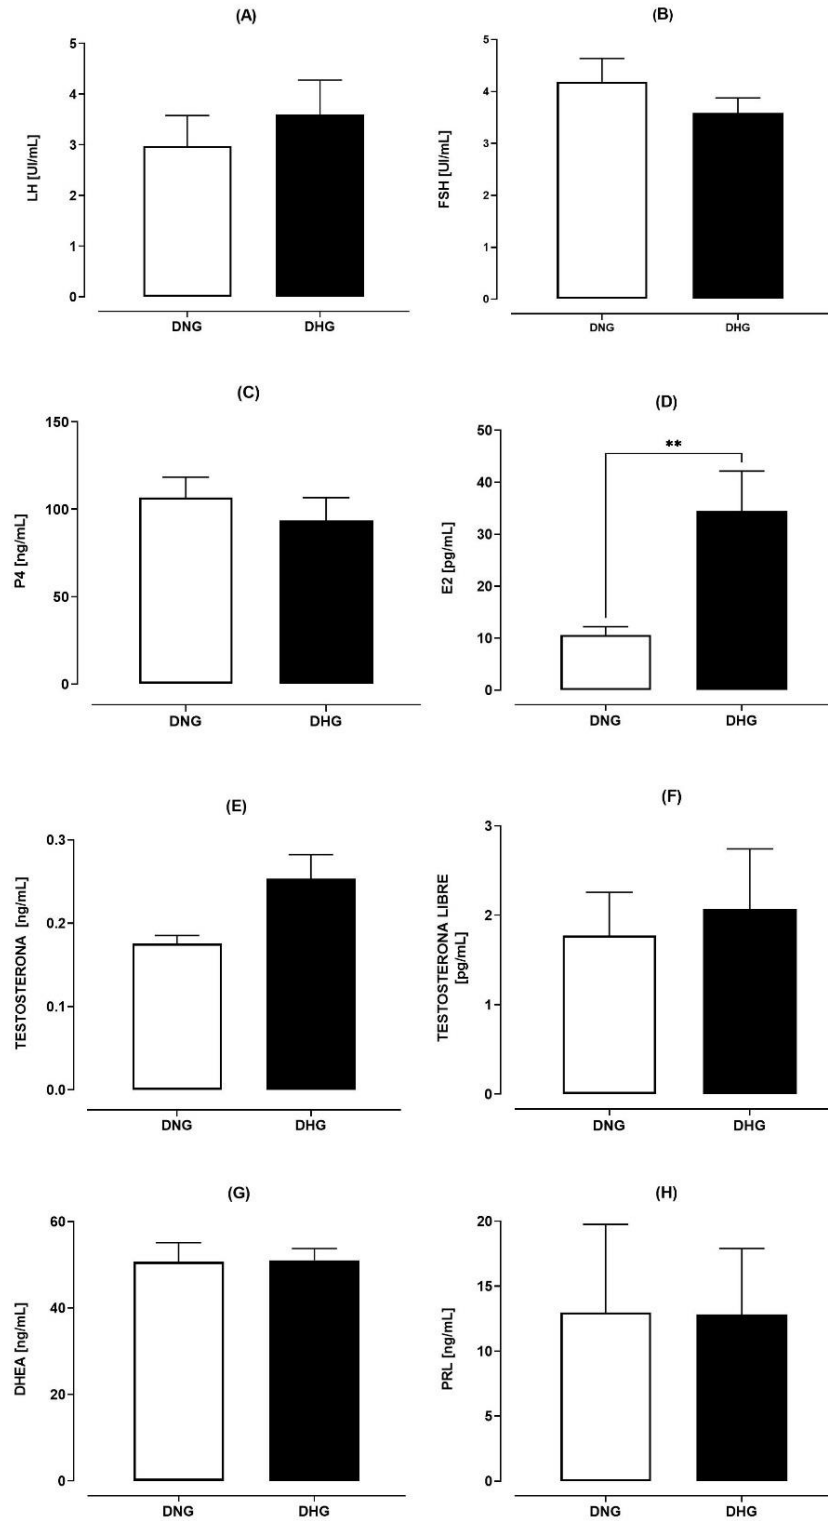 (A)
LH [UI/mL]
5
4
3
2
1
0
DNG DHG
(B)
FSH [UI/mL]
5
4
3
2
1
0
DNG DHG
(C)
P4 [ng/mL]
150
100
50
0
DNG DHG
(D)
E2 [pg/mL]
50
40
30
20
10
0
**
DNG DHG
(E)
TESTOSTERONA [ng/mL]
0.3
0.2
0.1
0.0
DNG DHG
(F)
TESTOSTERONA LIBRE
[pg/mL]
3
2
1
0
DNG DHG
(G)
DHEA [ng/mL]
60
40
20
0
DNG DHG
(H)
PRL [ng/mL]
20
15
10
5
0
DNG DHG